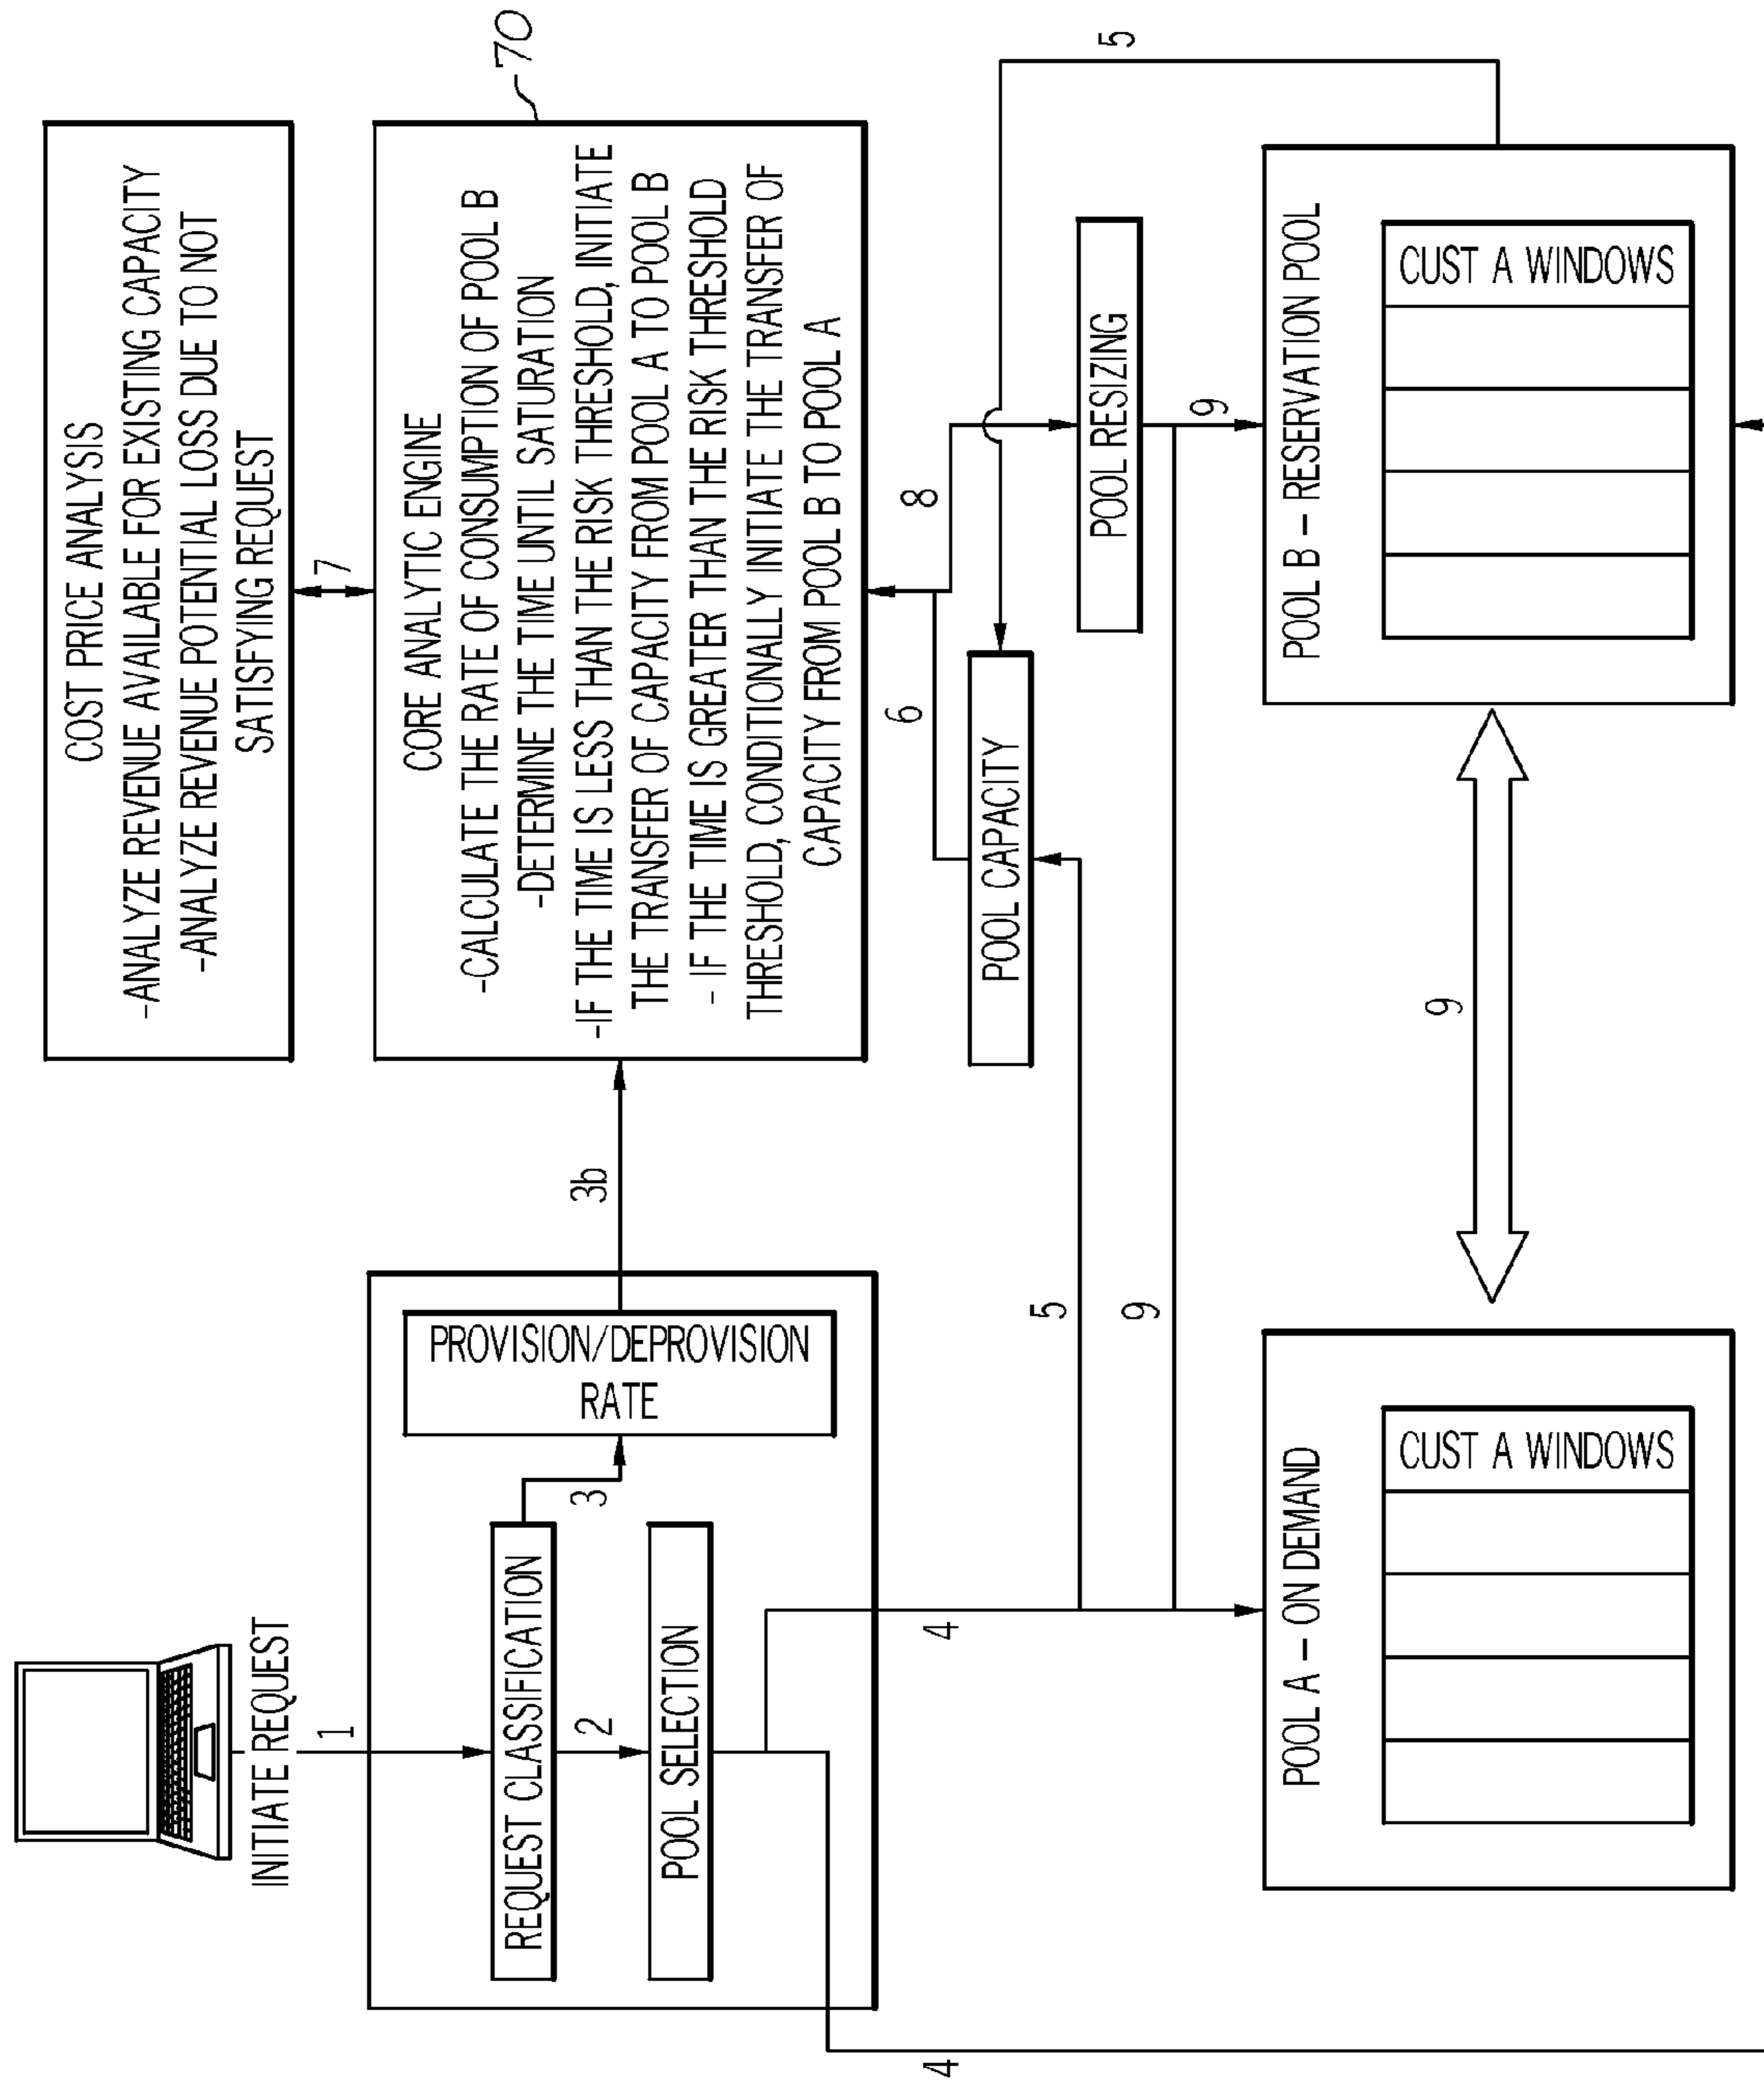 INITIATE REQUEST
1
REQUEST CLASSIFICATION
2
3
POOL SELECTION
PROVISION/DEPROVISION
RATE
3b
COST PRICE ANALYSIS
-ANALYZE REVENUE AVAILABLE FOR EXISTING CAPACITY
-ANALYZE REVENUE POTENTIAL LOSS DUE TO NOT
SATISFYING REQUEST
7
70
CORE ANALYTIC ENGINE
-CALCULATE THE RATE OF CONSUMPTION OF POOL B
-DETERMINE THE TIME UNTIL SATURATION
-IF THE TIME IS LESS THAN THE RISK THRESHOLD, INITIATE
THE TRANSFER OF CAPACITY FROM POOL A TO POOL B
- IF THE TIME IS GREATER THAN THE RISK THRESHOLD
THRESHOLD, CONDITIONALLY INITIATE THE TRANSFER OF
CAPACITY FROM POOL B TO POOL A
4
4
5
6
8
5
POOL CAPACITY
POOL RESIZING
9
9
POOL A – ON DEMAND
CUST A WINDOWS
9
POOL B – RESERVATION POOL
CUST A WINDOWS